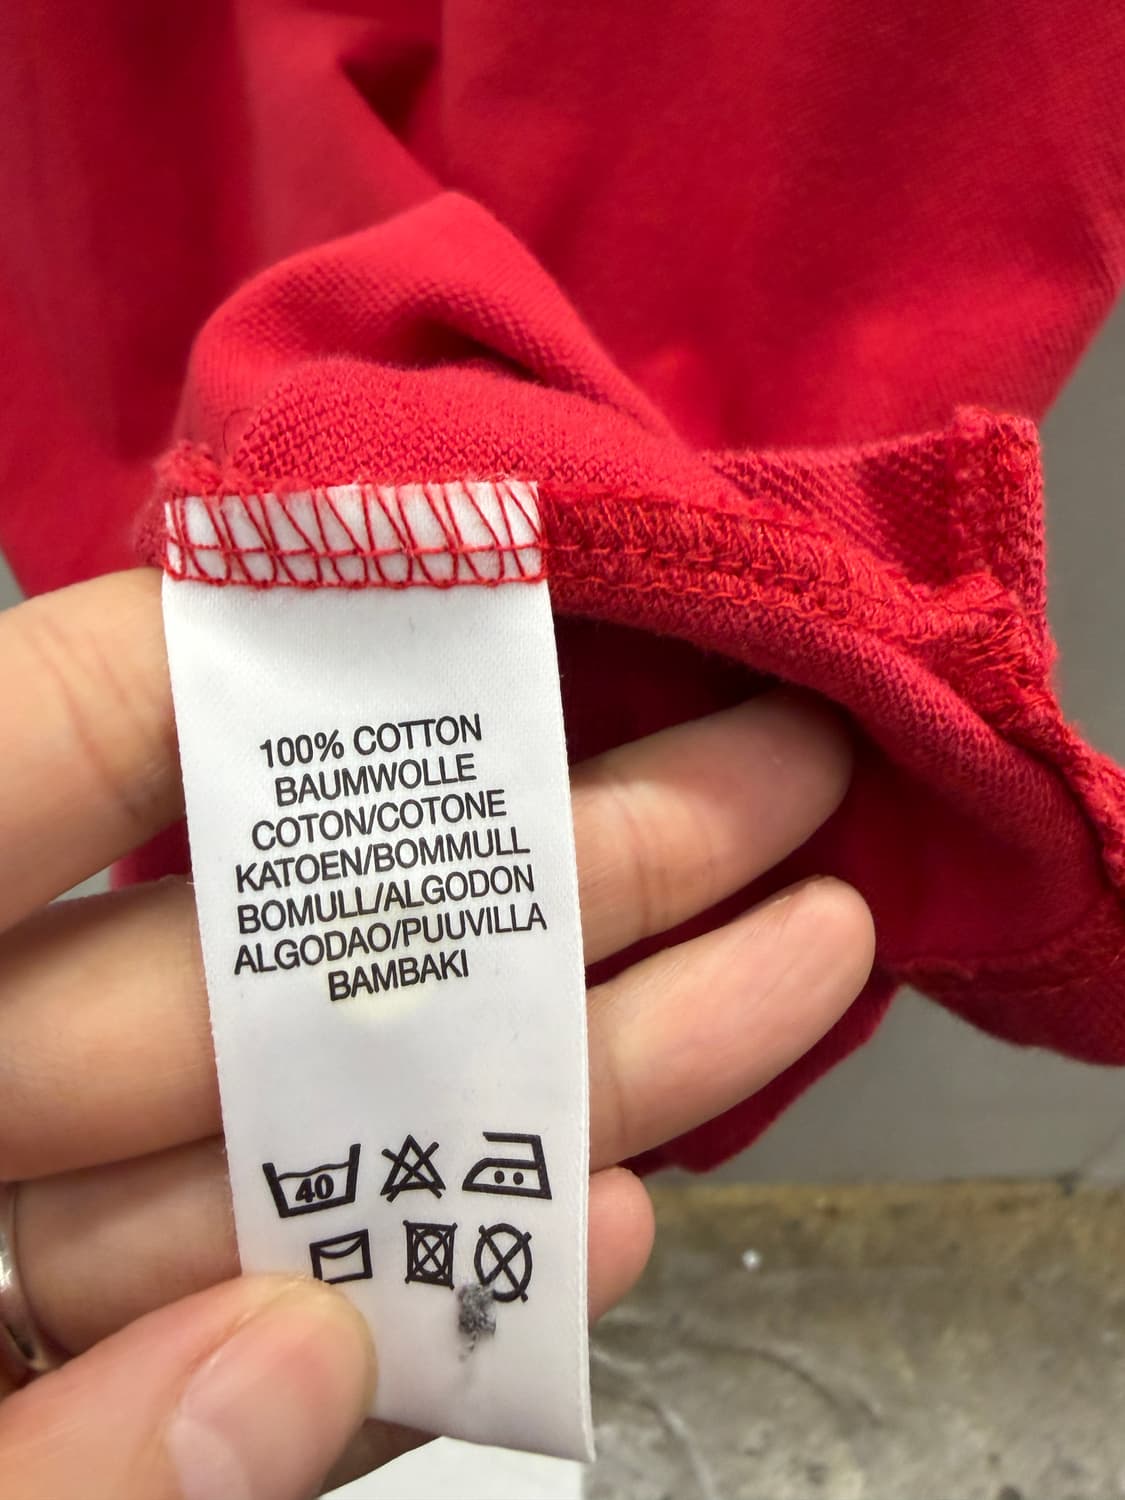 100% COTTON
BAUMWOLLE
COTON/COTONE
KATOEN/BOMMULL
BOMULL/ALGODON
ALGODAO/PUUVILLA
BAMBAKI
40